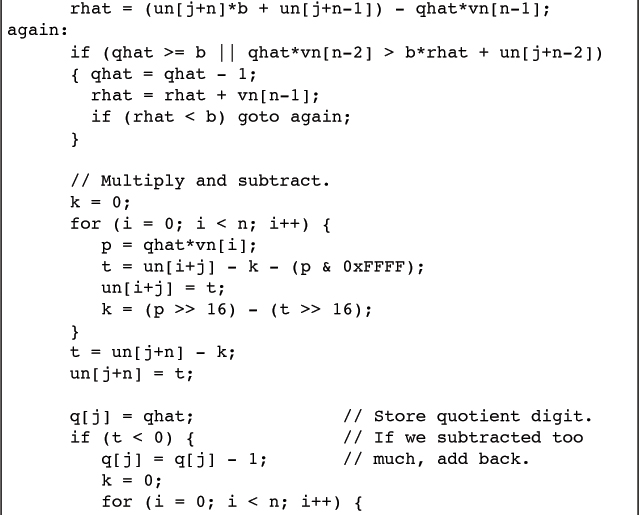 rhat = (un[j+n]*b + un[j+n-1]) - qhat*vn[n-1];
again:
if (qhat >= b || qhat*vn[n-2] > b*rhat + un[j+n-2])
{ qhat = qhat - 1;
rhat = rhat + vn[n-1];
if (rhat < b) goto again;
}
// Multiply and subtract.
k = 0;
for (i = 0; i < n; i++) {
p = qhat*vn[i];
t = un[i+j] - k - (p & 0xFFFF);
un[i+j] = t;
k = (p >> 16) - (t >> 16);
}
t = un[j+n] - k;
un[j+n] = t;
q[j] = qhat; // Store quotient digit.
if (t < 0) { // If we subtracted too
q[j] = q[j] - 1; // much, add back.
k = 0;
for (i = 0; i < n; i++) {